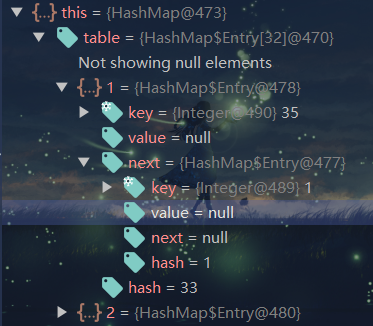 this = {HashMap@473}
table = {HashMap$Entry[32]@470}
Not showing null elements
1 = {HashMap$Entry@478}
key = {Integer@490} 35
value = null
next = {HashMap$Entry@477}
key = {Integer@489} 1
value = null
next = null
hash = 1
hash = 33
2 = {HashMap$Entry@480}